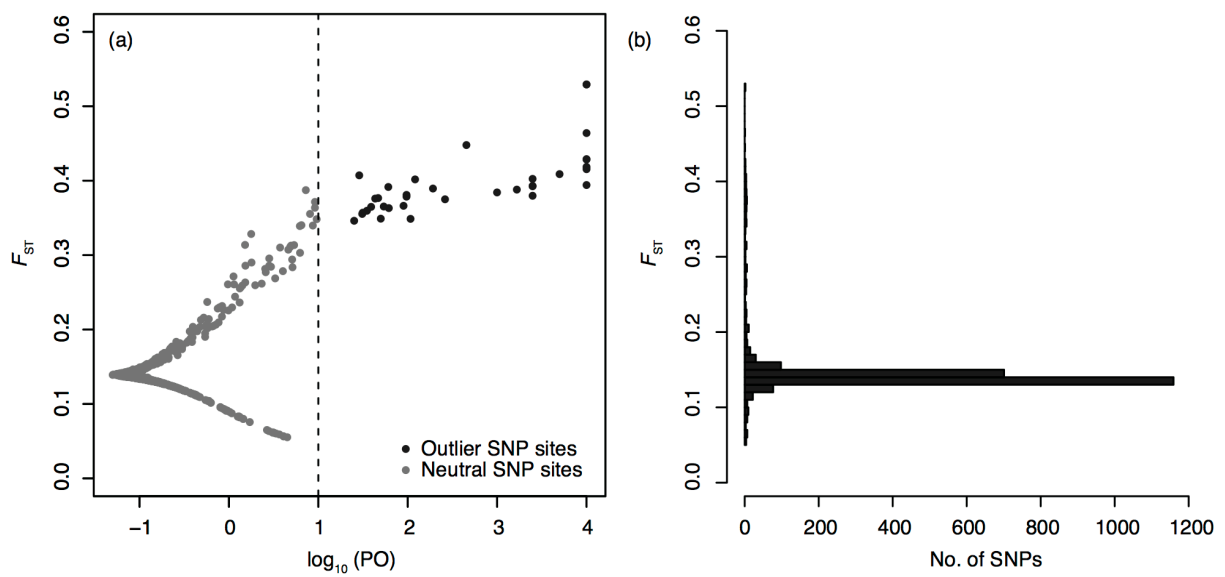 (a)
0.6
0.5
0.4
0.3
0.2
0.1
0.0
FST
−1 0 1 2 3 4
log10 (PO)
Outlier SNP sites
Neutral SNP sites
(b)
0.6
0.5
0.4
0.3
0.2
0.1
0.0
FST
0 200 400 600 800 1000 1200
No. of SNPs